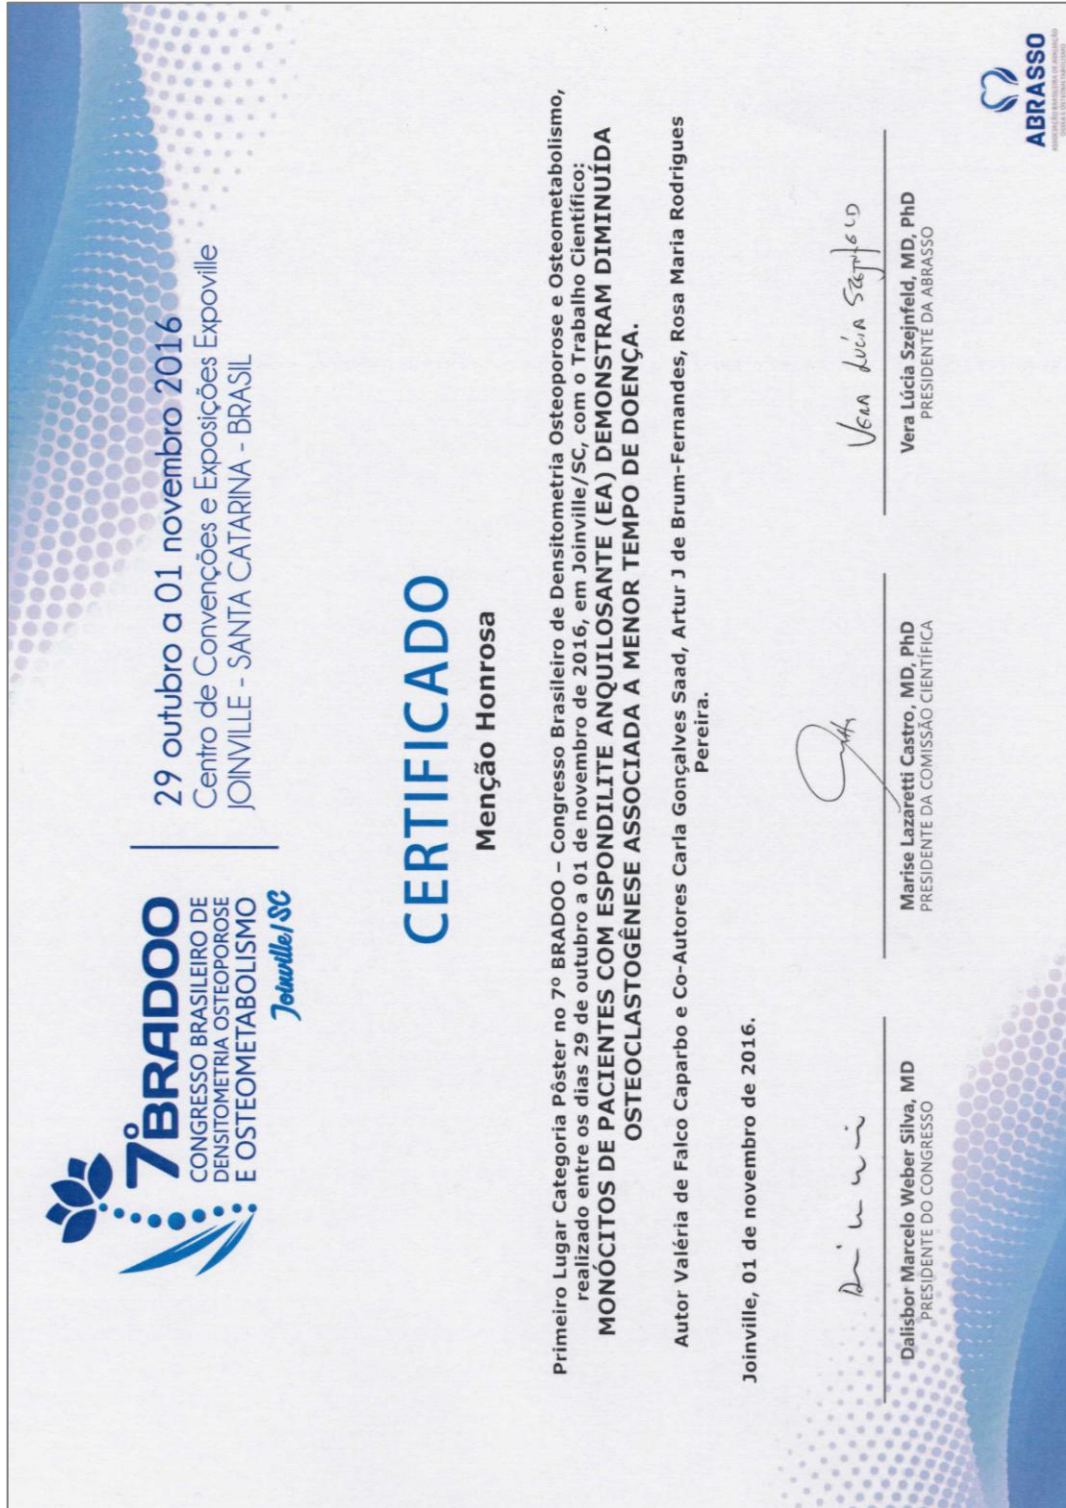 7º BRADOO
CONGRESSO BRASILEIRO DE
DENSITOMETRIA OSTEOPOROSE
E OSTEOMETABOLISMO
Joinville/SC
29 outubro a 01 novembro 2016
Centro de Convenções e Exposições Expoville
JOINVILLE - SANTA CATARINA - BRASIL
CERTIFICADO
Menção Honrosa
Primeiro Lugar Categoria Pôster no 7º BRADOO – Congresso Brasileiro de Densitometria Osteoporose e Osteometabolismo,
realizado entre os dias 29 de outubro a 01 de novembro de 2016, em Joinville/SC, com o Trabalho Científico:
MONÓCITOS DE PACIENTES COM ESPONDILITE ANQUILOSANTE (EA) DEMONSTRAM DIMINUÍDA
OSTEOCLASTOGÊNESE ASSOCIADA A MENOR TEMPO DE DOENÇA.
Autor Valéria de Falco Caparbo e Co-Autores Carla Gonçalves Saad, Artur J de Brum-Fernandes, Rosa Maria Rodrigues
Pereira.
Joinville, 01 de novembro de 2016.
VERA LÚCIA SZEJNFELD
Dalisbor Marcelo Weber Silva, MD
PRESIDENTE DO CONGRESSO
Marise Lazaretti Castro, MD, PhD
PRESIDENTE DA COMISSÃO CIENTÍFICA
Vera Lúcia Szejnfeld, MD, PhD
PRESIDENTE DA ABRASSO
ABRASSO